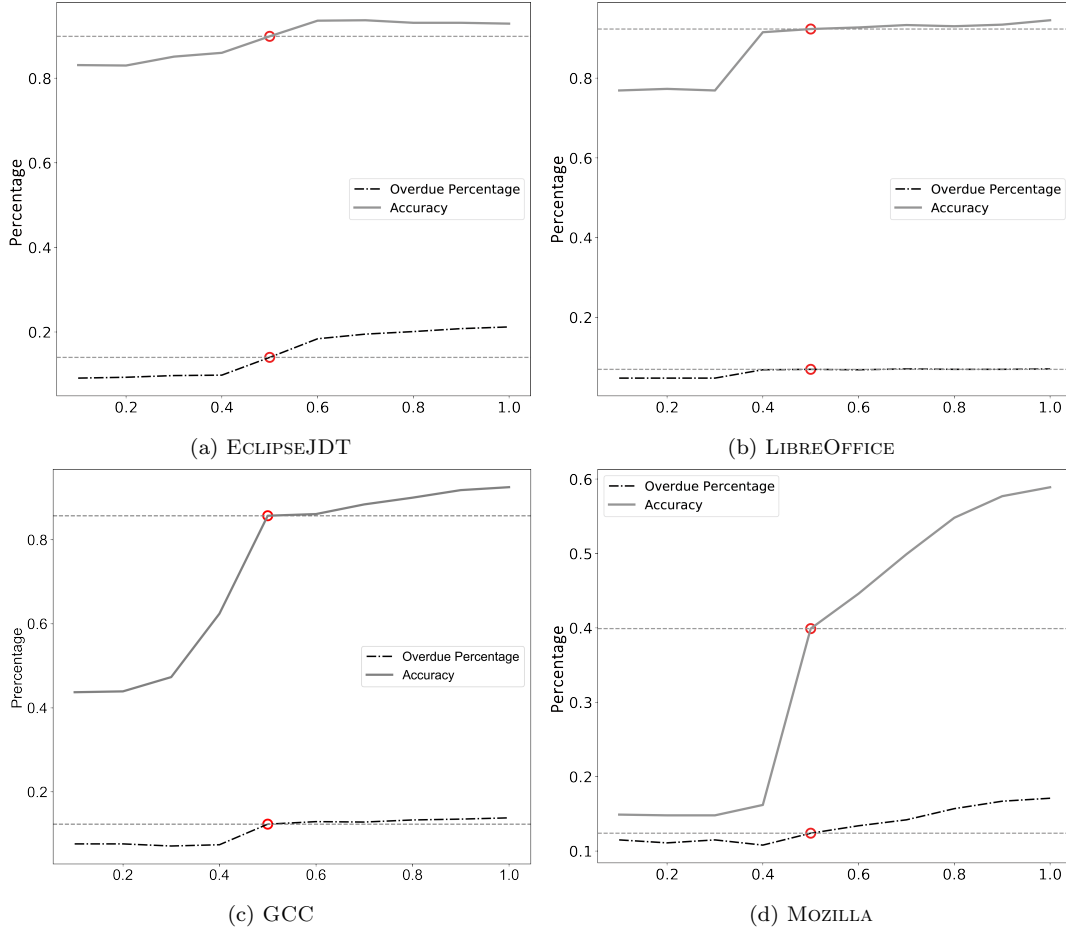 Percentage
0.8
0.6
0.4
0.2
Overdue Percentage
Accuracy
0.2 0.4 0.6 0.8 1.0
(a) EclipseJDT
Percentage
0.8
0.6
0.4
0.2
Overdue Percentage
Accuracy
0.2 0.4 0.6 0.8 1.0
(b) LibreOffice
Prercentage
0.8
0.6
0.4
0.2
Overdue Percentage
Accuracy
0.2 0.4 0.6 0.8 1.0
(c) GCC
Percentage
0.6
0.5
0.4
0.3
0.2
0.1
Overdue Percentage
Accuracy
0.2 0.4 0.6 0.8 1.0
(d) Mozilla